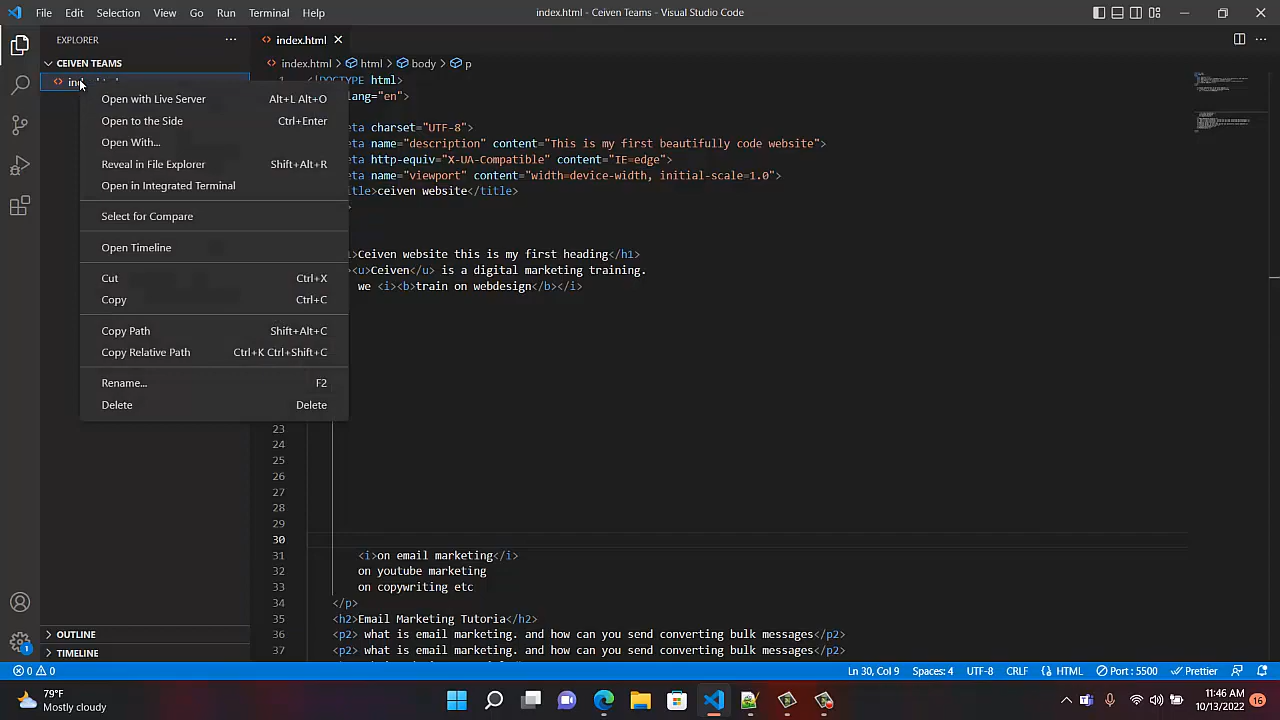 File Edit Selection View Go Run Terminal Help
index.html - Ceiven Teams - Visual Studio Code
EXPLORER
index.html
CEIVEN TEAMS
index.html > html > body > p
Open with Live Server Alt+L Alt+O
Open to the Side Ctrl+Enter
Open With...
Reveal in File Explorer Shift+Alt+R
Open in Integrated Terminal
Select for Compare
Open Timeline
Cut Ctrl+X
Copy Ctrl+C
Copy Path Shift+Alt+C
Copy Relative Path Ctrl+K Ctrl+Shift+C
Rename... F2
Delete Delete
1 <!DOCTYPE html>
lang="en">
eta charset="UTF-8">
eta name="description" content="This is my first beautifully code website">
eta http-equiv="X-UA-Compatible" content="IE=edge">
eta name="viewport" content="width=device-width, initial-scale=1.0">
itle>ceiven website</title>
>
>Ceiven website this is my first heading</h1>
<u>Ceiven</u> is a digital marketing training.
we <i><b>train on webdesign</b></i>
23
24
25
26
27
28
29
30
31 <i>on email marketing</i>
32 on youtube marketing
33 on copywriting etc
34 </p>
35 <h2>Email Marketing Tutoria</h2>
36 <p2> what is email marketing. and how can you send converting bulk messages</p2>
37 <p2> what is email marketing. and how can you send converting bulk messages</p2>
OUTLINE
TIMELINE
1
0 0
Ln 30, Col 9 Spaces: 4 UTF-8 CRLF HTML Port : 5500 Prettier
79°F
Mostly cloudy
11:46 AM
10/13/2022
16